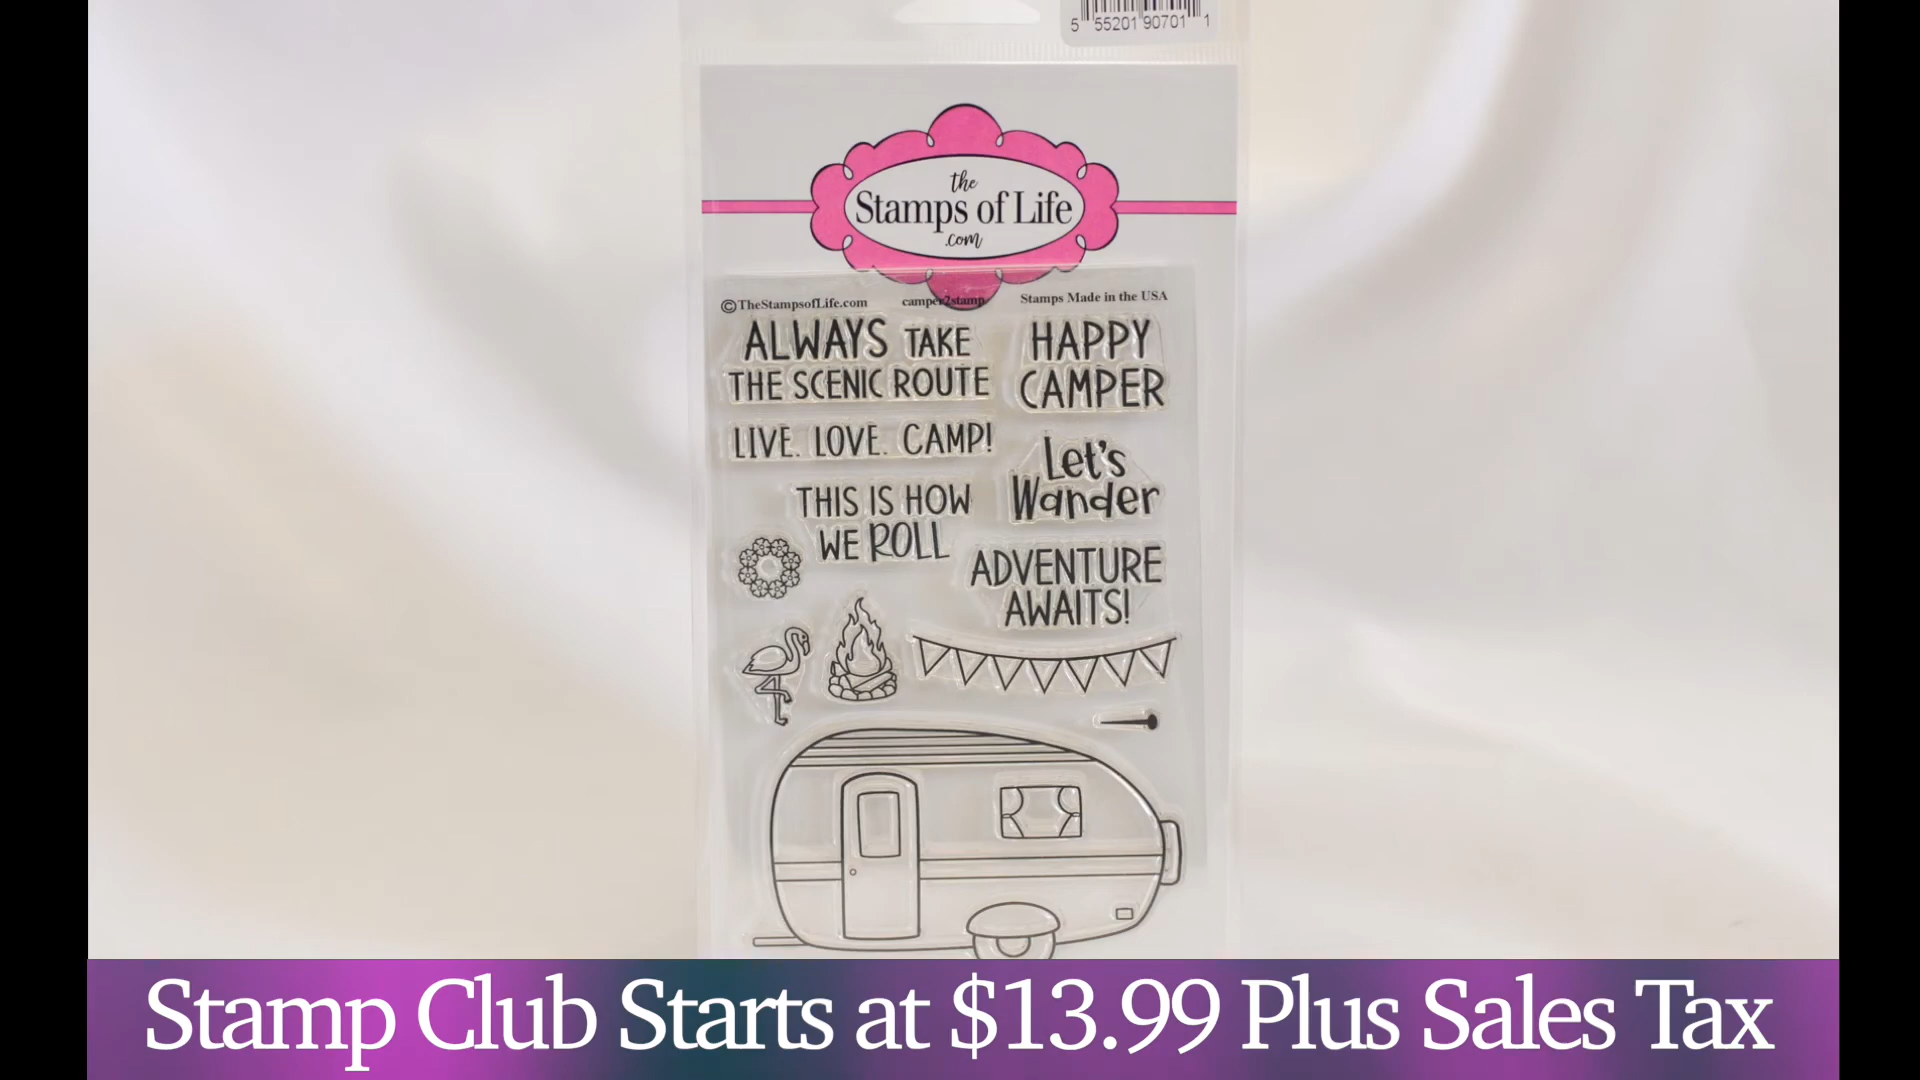 5 55201 90701 1
the
Stamps of Life
.com
©TheStampsofLife.com camper2stamp Stamps Made in the USA
ALWAYS TAKE
THE SCENIC ROUTE
HAPPY
CAMPER
LIVE. LOVE. CAMP!
Let's
Wander
THIS IS HOW
WE ROLL
ADVENTURE
AWAITS!
Stamp Club Starts at $13.99 Plus Sales Tax